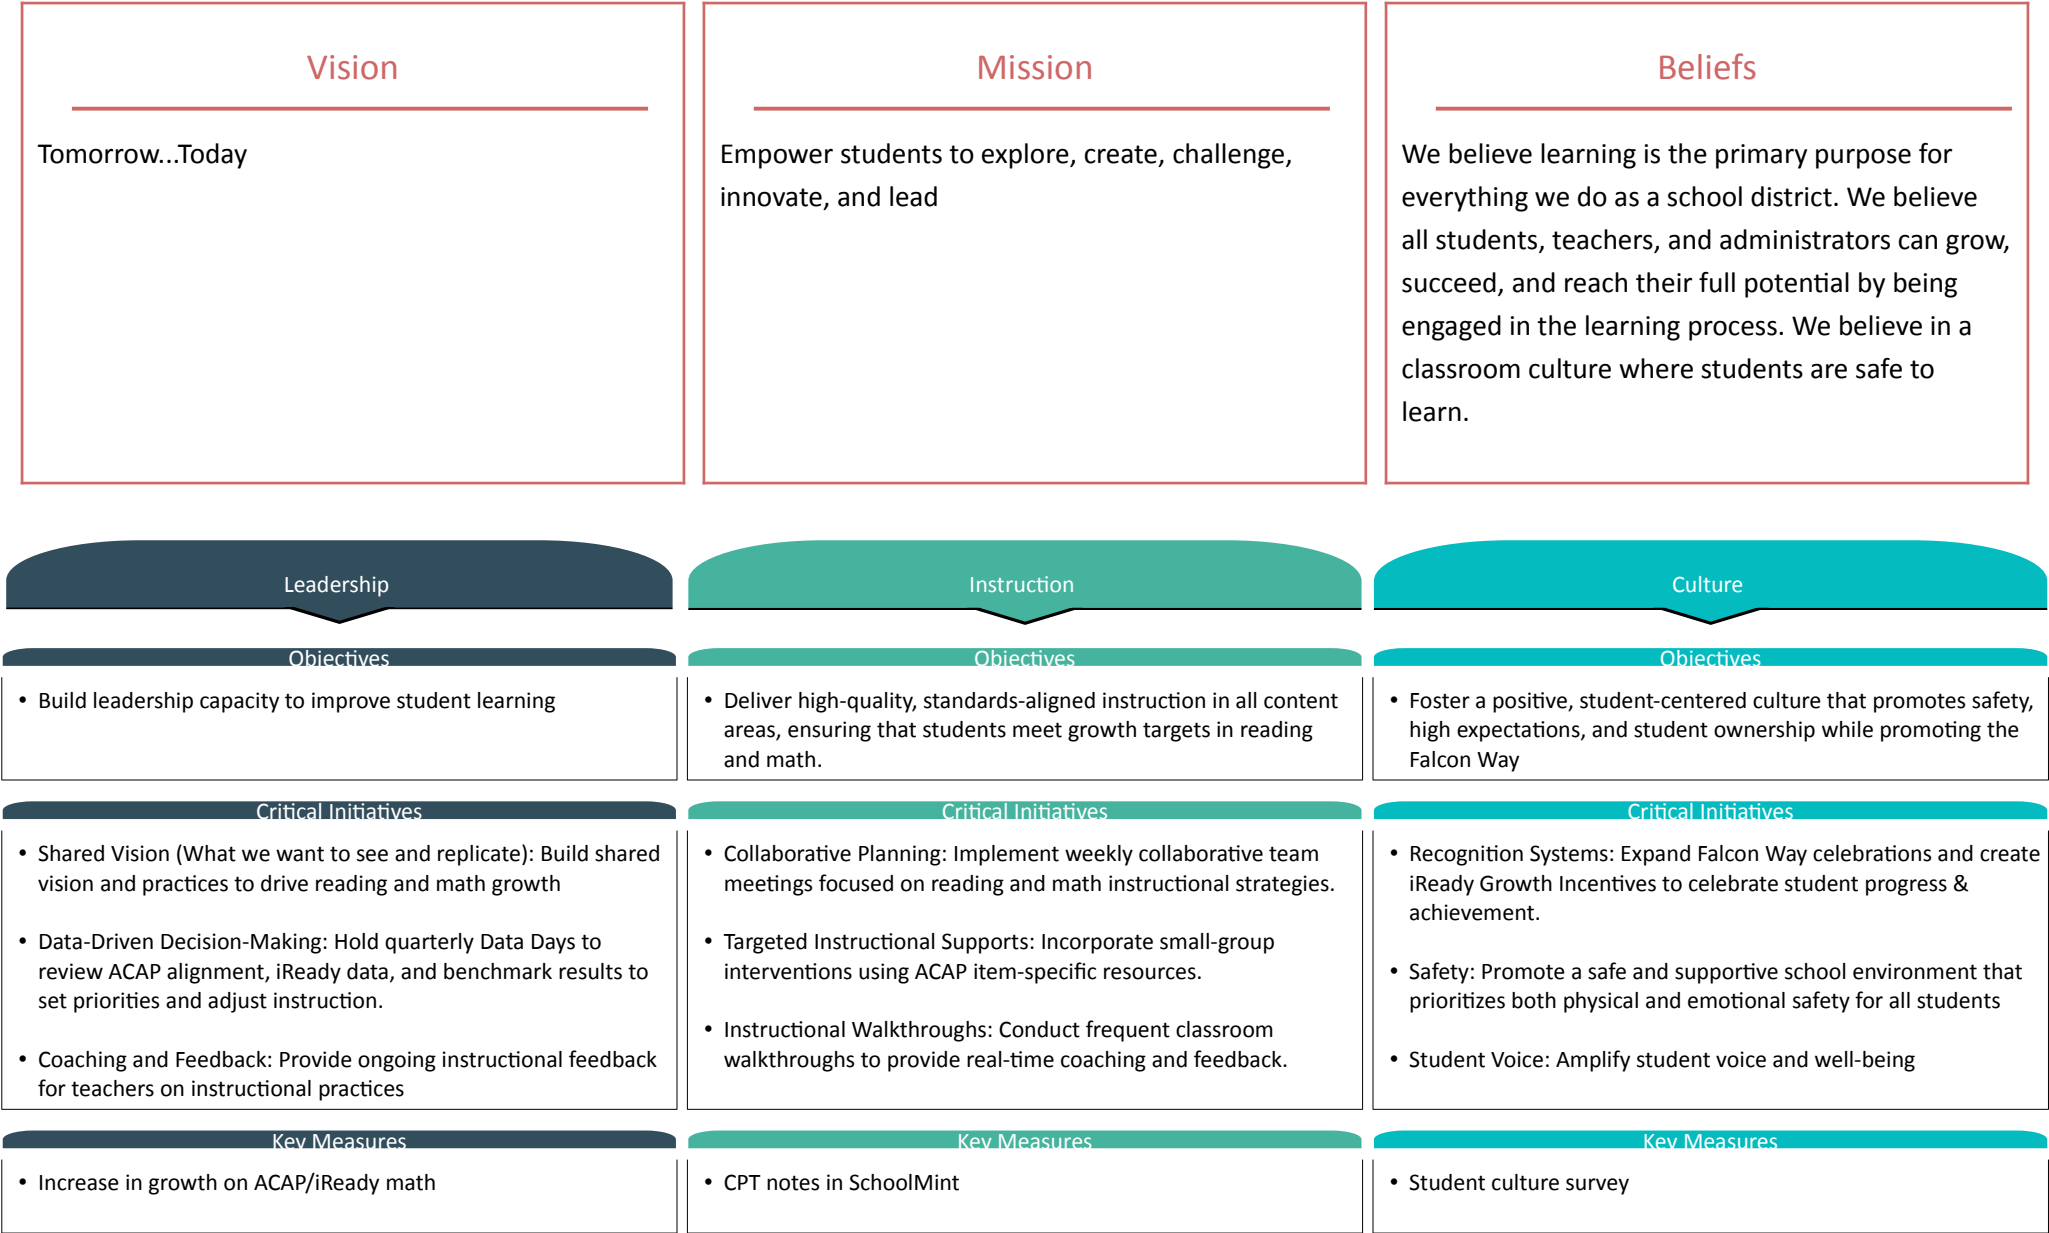 Vision
Tomorrow...Today
Mission
Empower students to explore, create, challenge,
innovate, and lead
Beliefs
We believe learning is the primary purpose for
everything we do as a school district. We believe
all students, teachers, and administrators can grow,
succeed, and reach their full potential by being
engaged in the learning process. We believe in a
classroom culture where students are safe to
learn.
Leadership
Objectives
• Build leadership capacity to improve student learning
Critical Initiatives
• Shared Vision (What we want to see and replicate): Build shared
vision and practices to drive reading and math growth
• Data-Driven Decision-Making: Hold quarterly Data Days to
review ACAP alignment, iReady data, and benchmark results to
set priorities and adjust instruction.
• Coaching and Feedback: Provide ongoing instructional feedback
for teachers on instructional practices
Key Measures
• Increase in growth on ACAP/iReady math
Instruction
Objectives
• Deliver high-quality, standards-aligned instruction in all content
areas, ensuring that students meet growth targets in reading
and math.
Critical Initiatives
• Collaborative Planning: Implement weekly collaborative team
meetings focused on reading and math instructional strategies.
• Targeted Instructional Supports: Incorporate small-group
interventions using ACAP item-specific resources.
• Instructional Walkthroughs: Conduct frequent classroom
walkthroughs to provide real-time coaching and feedback.
Key Measures
• CPT notes in SchoolMint
Culture
Objectives
• Foster a positive, student-centered culture that promotes safety,
high expectations, and student ownership while promoting the
Falcon Way
Critical Initiatives
• Recognition Systems: Expand Falcon Way celebrations and create
iReady Growth Incentives to celebrate student progress &
achievement.
• Safety: Promote a safe and supportive school environment that
prioritizes both physical and emotional safety for all students
• Student Voice: Amplify student voice and well-being
Key Measures
• Student culture survey